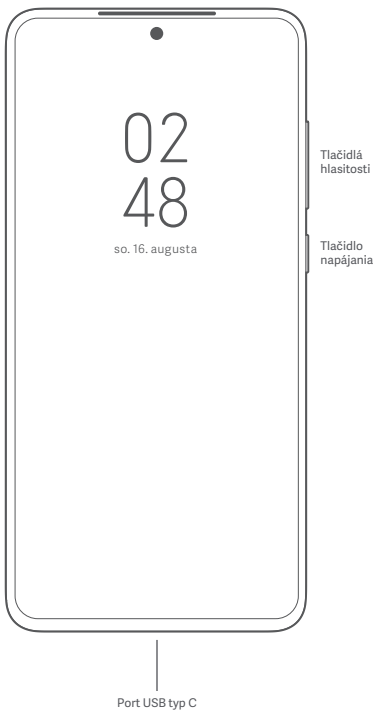 02
48
so. 16. augusta
Tlačidlá
hlasitosti
Tlačidlo
napájania
Port USB typ C